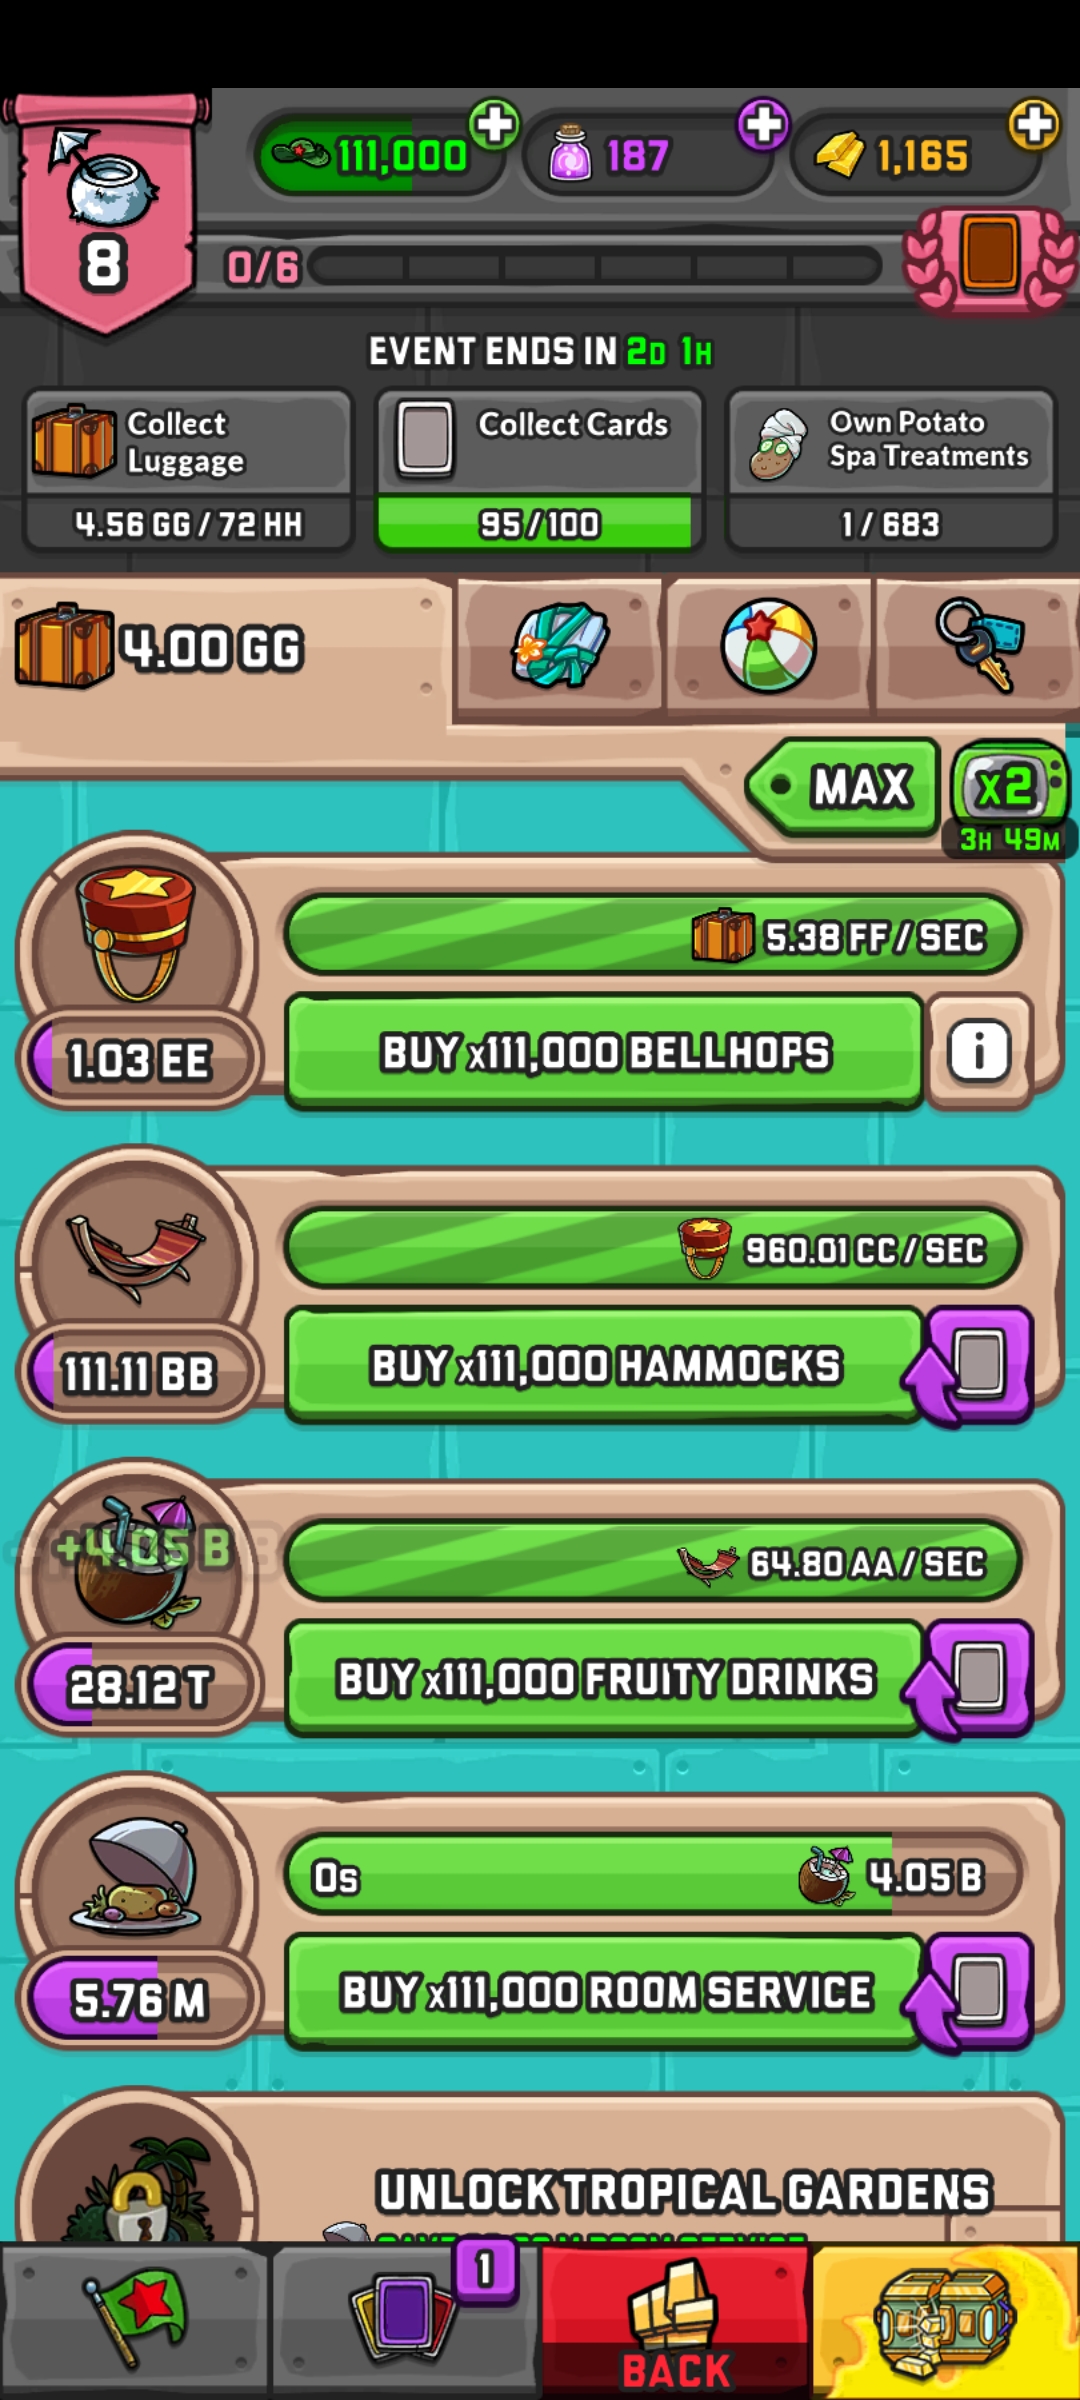 111,000
187
1,165
8
0/6
EVENT ENDS IN 2D 1H
Collect
Luggage
4.56 GG / 72 HH
Collect Cards
95 / 100
Own Potato
Spa Treatments
1 / 683
4.00 GG
MAX
x2
3H 49M
5.38 FF / SEC
1.03 EE
BUY x111,000 BELLHOPS
i
960.01 CC / SEC
111.11 BB
BUY x111,000 HAMMOCKS
+4.05 B
64.80 AA / SEC
28.12 T
BUY x111,000 FRUITY DRINKS
0s
4.05 B
5.76 M
BUY x111,000 ROOM SERVICE
UNLOCK TROPICAL GARDENS
1
BACK